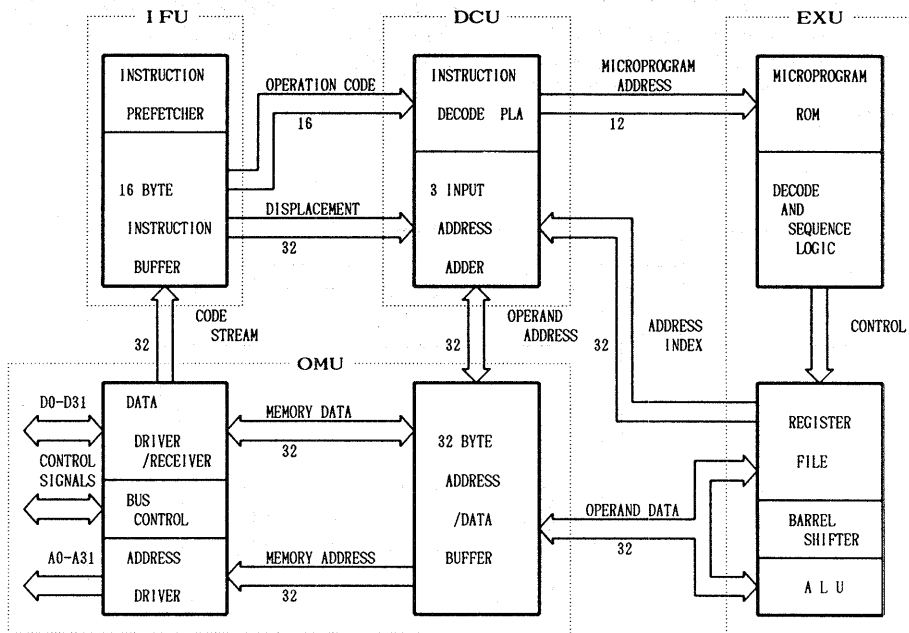 IFU
DCU
EXU
INSTRUCTION
PREFETCHER
16 BYTE
INSTRUCTION
BUFFER
OPERATION CODE
16
DISPLACEMENT
32
INSTRUCTION
DECODE PLA
3 INPUT
ADDRESS
ADDER
MICROPROGRAM
ADDRESS
12
MICROPROGRAM
ROM
DECODE
AND
SEQUENCE
LOGIC
CODE
STREAM
32
OPERAND
ADDRESS
32
ADDRESS
INDEX
32
CONTROL
OMU
D0-D31
CONTROL
SIGNALS
A0-A31
DATA
DRIVER
/RECEIVER
BUS
CONTROL
ADDRESS
DRIVER
MEMORY DATA
32
MEMORY ADDRESS
32
32 BYTE
ADDRESS
/DATA
BUFFER
OPERAND DATA
32
REGISTER
FILE
BARREL
SHIFTER
ALU